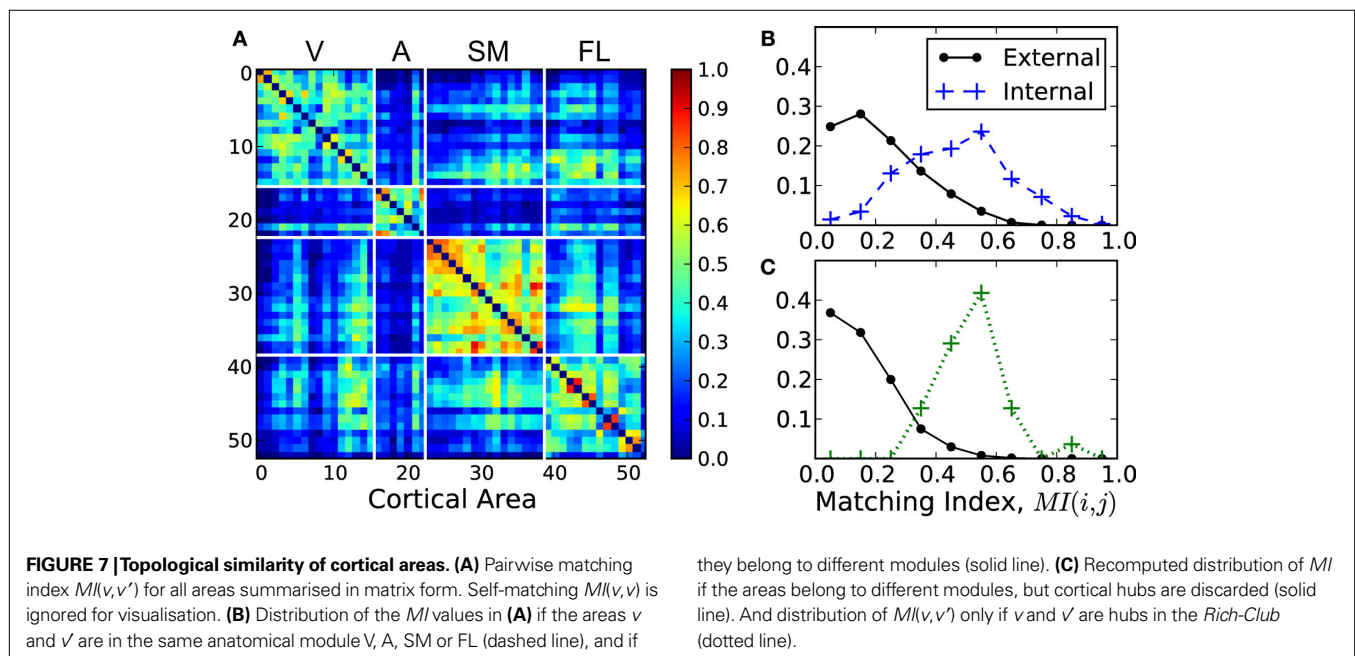 A
V A SM FL
0
10
20
30
40
50
0 10 20 30 40 50
Cortical Area
1.0
0.9
0.8
0.7
0.6
0.5
0.4
0.3
0.2
0.1
0.0
B
External
Internal
0.4
0.3
0.2
0.1
0.0 0.2 0.4 0.6 0.8 1.0
C
0.4
0.3
0.2
0.1
0.0 0.2 0.4 0.6 0.8 1.0
Matching Index, MI(i,j)
FIGURE 7 | Topological similarity of cortical areas. (A) Pairwise matching
index MI(v,v′) for all areas summarised in matrix form. Self-matching MI(v,v) is
ignored for visualisation. (B) Distribution of the MI values in (A) if the areas v
and v′ are in the same anatomical module V, A, SM or FL (dashed line), and if
they belong to different modules (solid line). (C) Recomputed distribution of MI
if the areas belong to different modules, but cortical hubs are discarded (solid
line). And distribution of MI(v,v′) only if v and v′ are hubs in the Rich-Club
(dotted line).